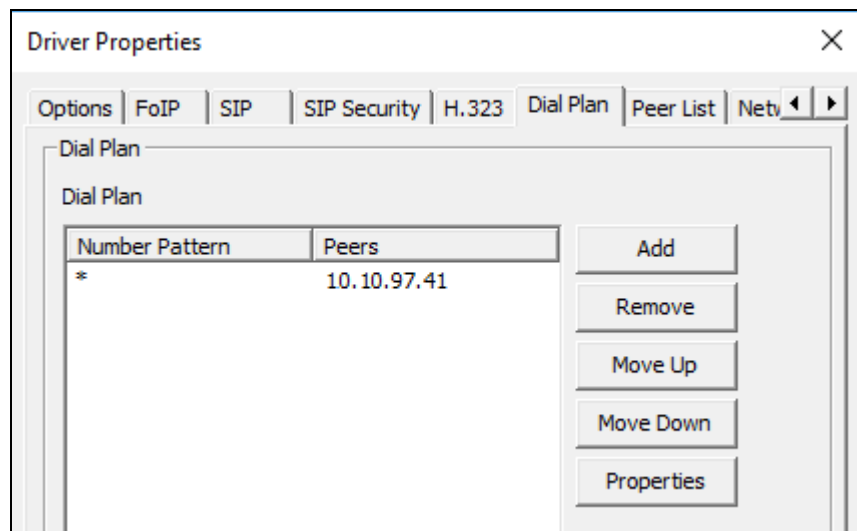 Driver Properties
Options FoIP SIP SIP Security H.323 Dial Plan Peer List Netw
Dial Plan
Dial Plan
Number Pattern Peers
* 10.10.97.41
Add
Remove
Move Up
Move Down
Properties